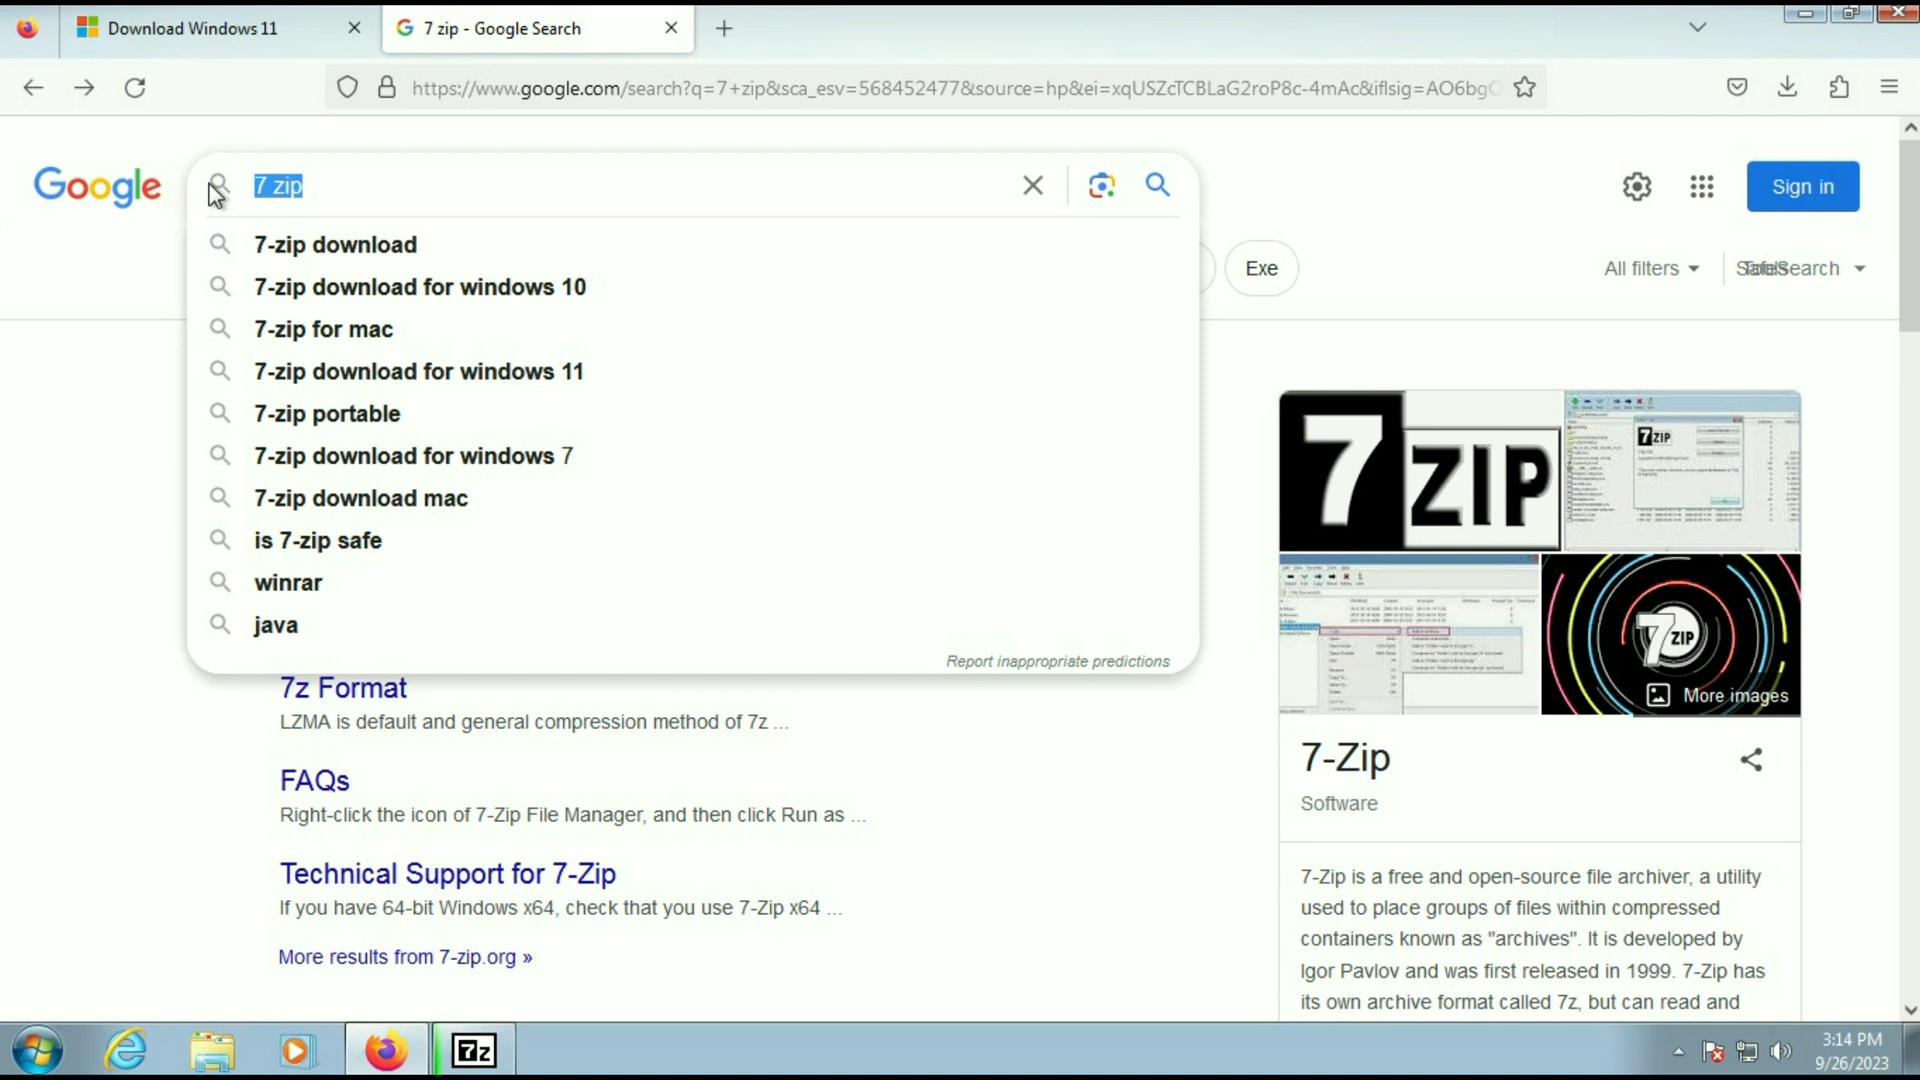 Download Windows 11
7 zip - Google Search
https://www.google.com/search?q=7+zip&sca_esv=568452477&source=hp&ei=xqUSZcTCBLaG2roP8c-4mAc&iflsig=AO6bgO
Google
7 zip
Sign in
7-zip download
7-zip download for windows 10
7-zip for mac
7-zip download for windows 11
7-zip portable
7-zip download for windows 7
7-zip download mac
is 7-zip safe
winrar
java
Report inappropriate predictions
Exe
All filters
SafeSearch
Tools
7z Format
LZMA is default and general compression method of 7z ...
FAQs
Right-click the icon of 7-Zip File Manager, and then click Run as ...
Technical Support for 7-Zip
If you have 64-bit Windows x64, check that you use 7-Zip x64 ...
More results from 7-zip.org »
7 ZIP
7 ZIP
7 ZIP
More images
7-Zip
Software
7-Zip is a free and open-source file archiver, a utility
used to place groups of files within compressed
containers known as "archives". It is developed by
Igor Pavlov and was first released in 1999. 7-Zip has
its own archive format called 7z, but can read and
7z
3:14 PM
9/26/2023